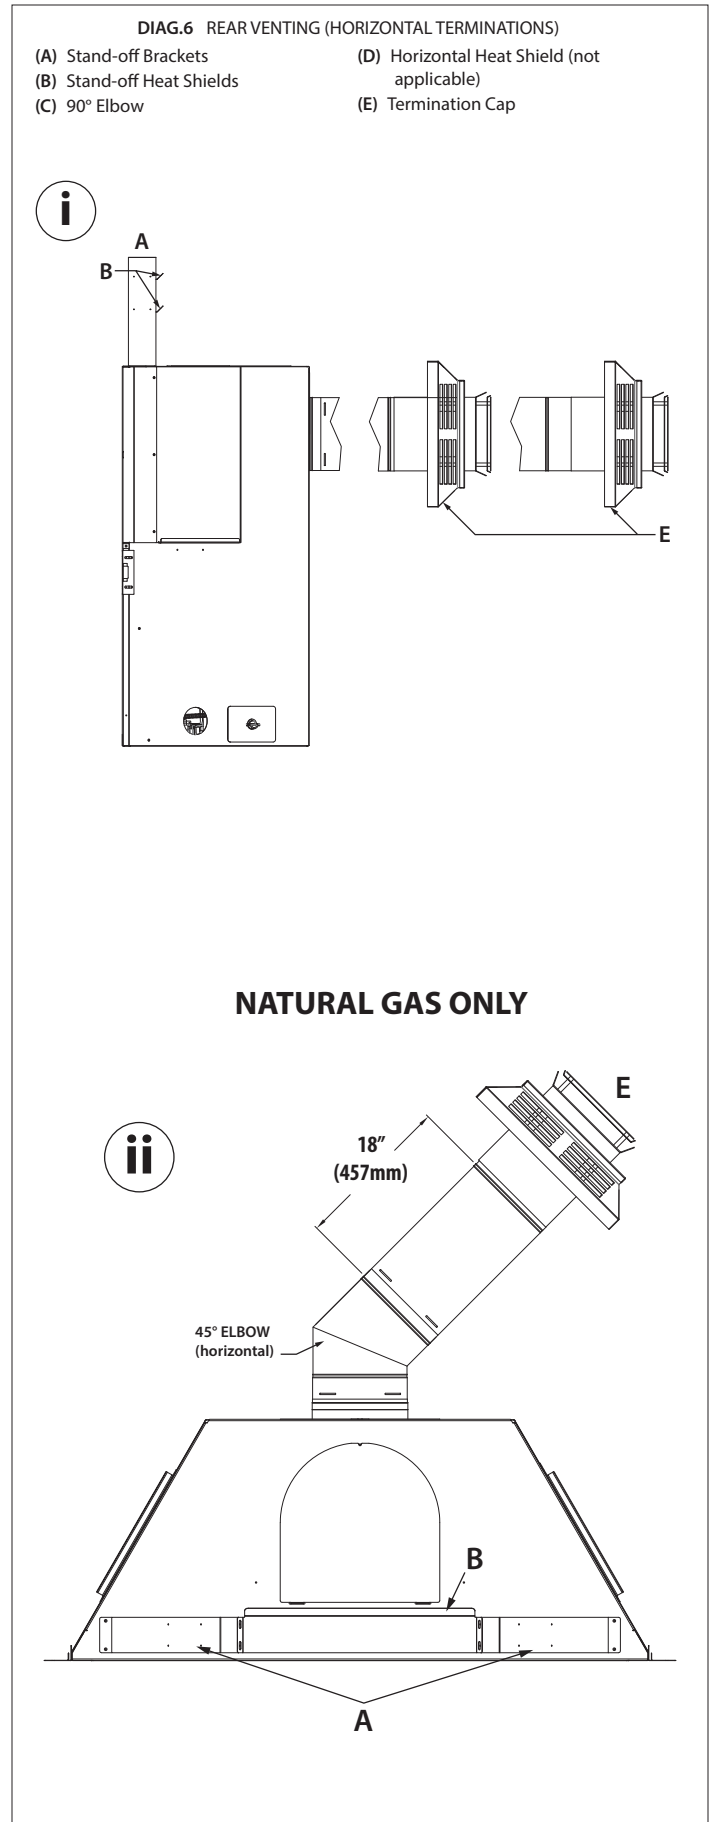 DIAG.6 REAR VENTING (HORIZONTAL TERMINATIONS)
(A) Stand-off Brackets
(B) Stand-off Heat Shields
(C) 90° Elbow
(D) Horizontal Heat Shield (not
applicable)
(E) Termination Cap
i
A
B
E
NATURAL GAS ONLY
ii
E
18"
(457mm)
45° ELBOW
(horizontal)
B
A